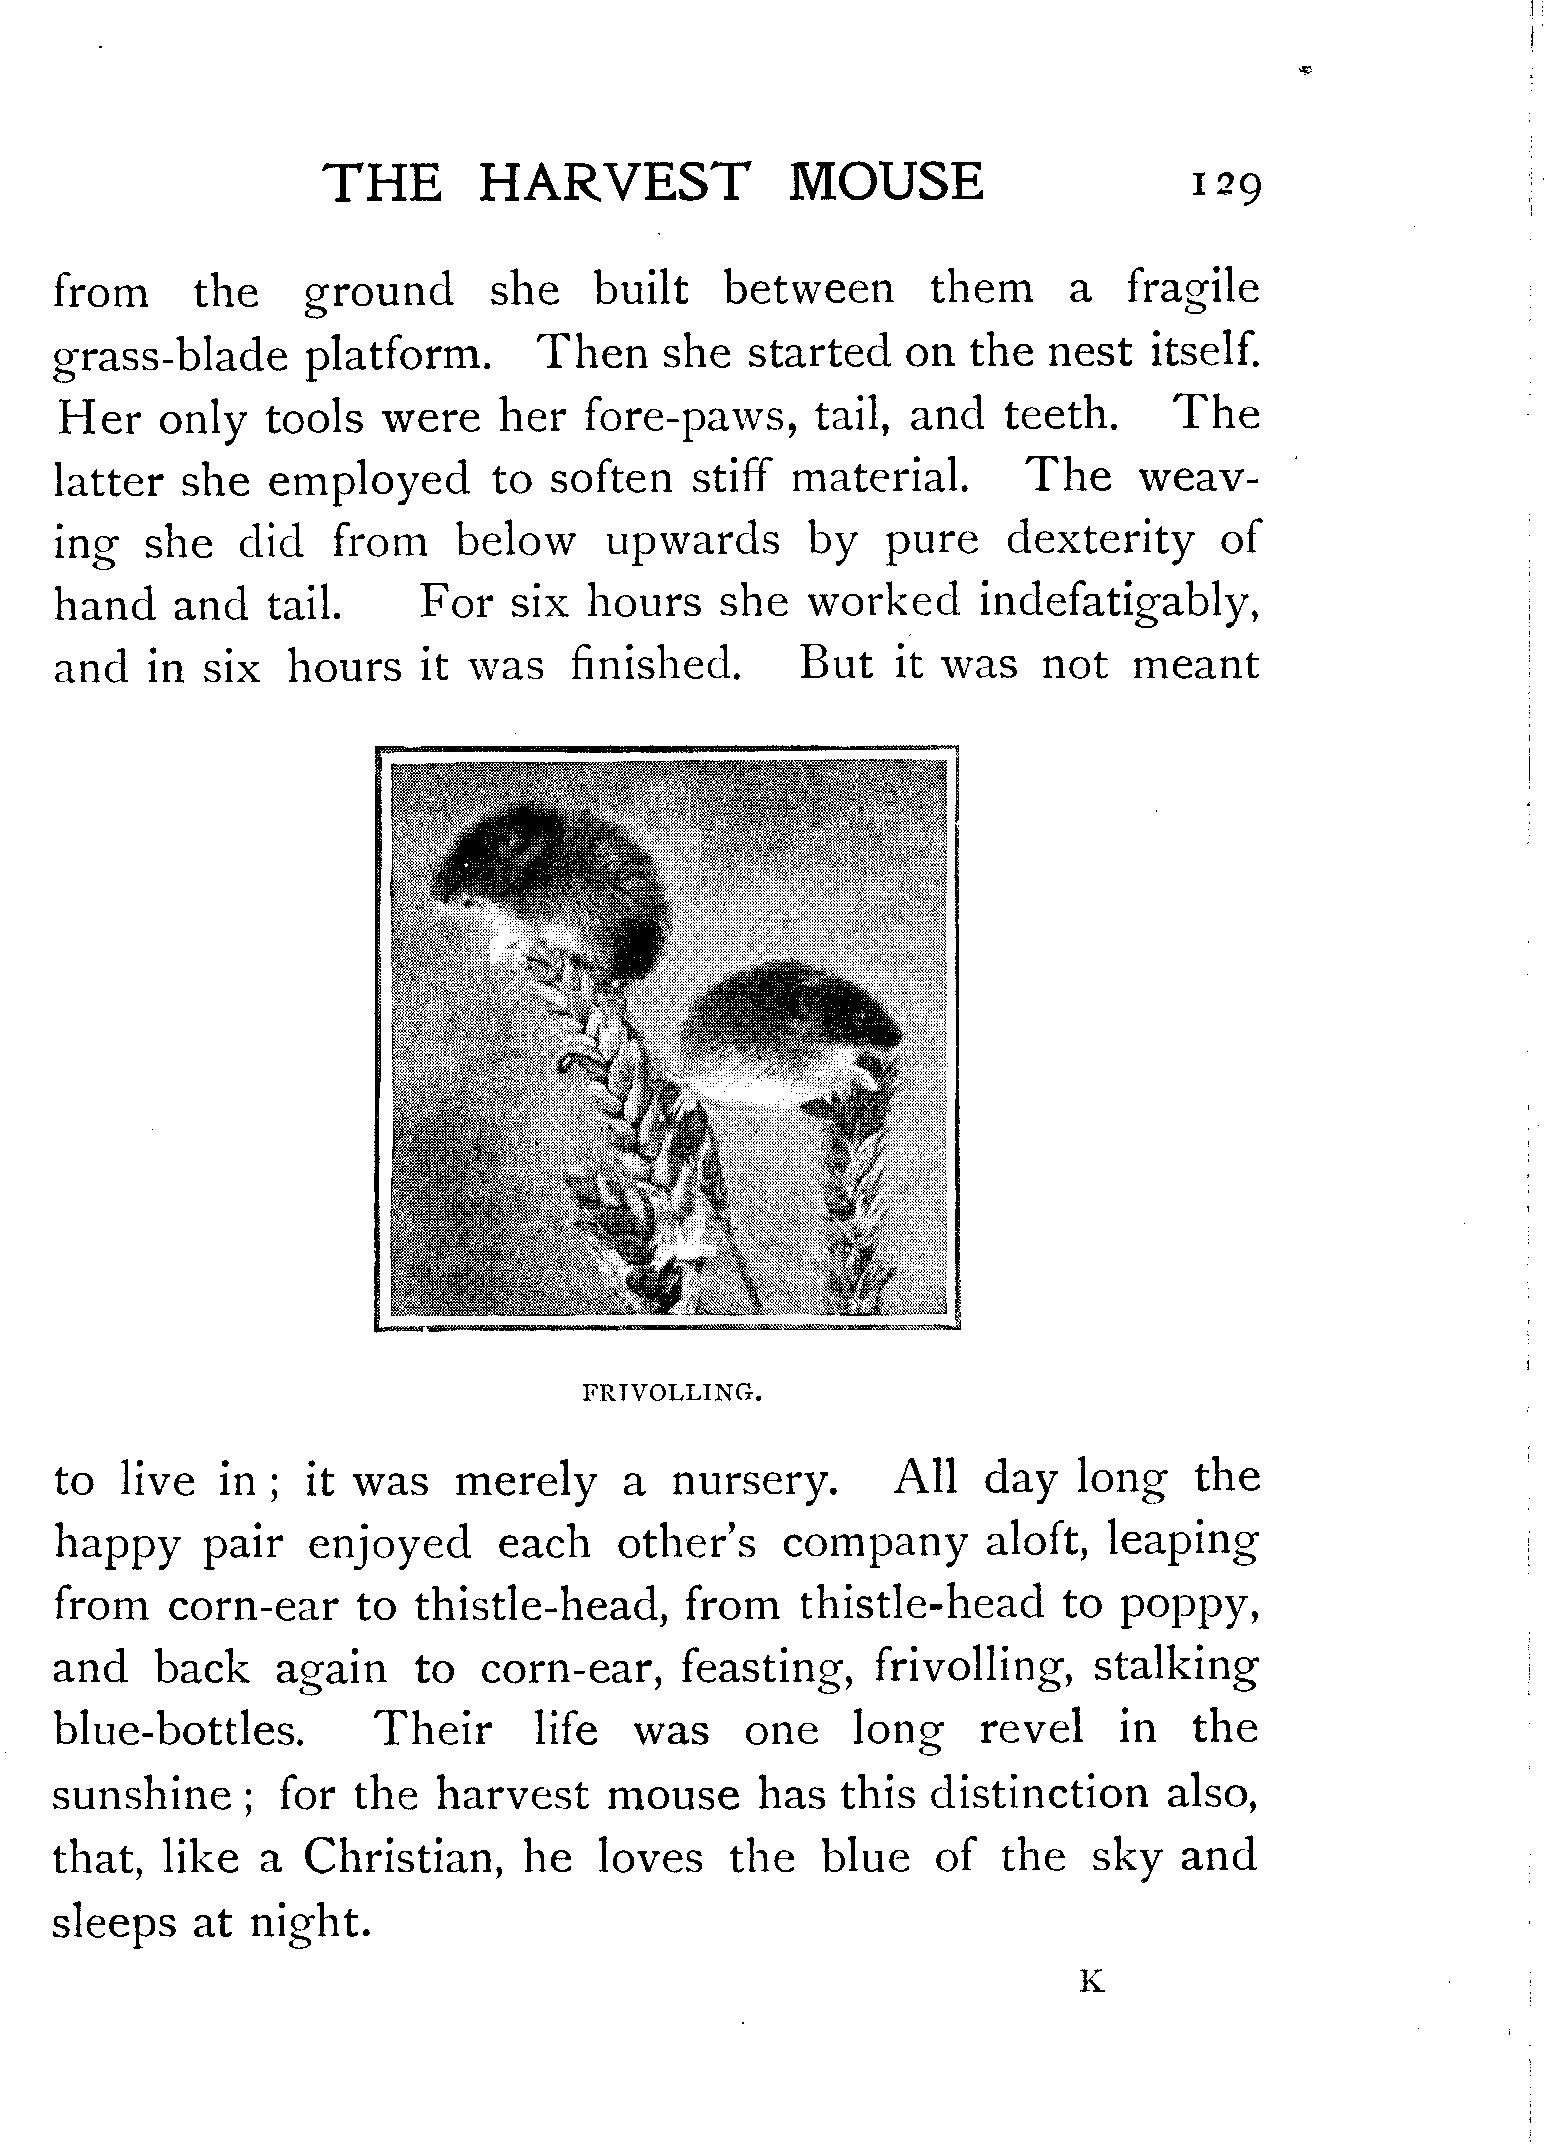 THE HARVEST MOUSE 129
from the ground she built between them a fragile
grass-blade platform. Then she started on the nest itself.
Her only tools were her fore-paws, tail, and teeth. The
latter she employed to soften stiff material. The weav-
ing she did from below upwards by pure dexterity of
hand and tail. For six hours she worked indefatigably,
and in six hours it was finished. But it was not meant
FRIVOLLING.
to live in ; it was merely a nursery. All day long the
happy pair enjoyed each other's company aloft, leaping
from corn-ear to thistle-head, from thistle-head to poppy,
and back again to corn-ear, feasting, frivolling, stalking
blue-bottles. Their life was one long revel in the
sunshine ; for the harvest mouse has this distinction also,
that, like a Christian, he loves the blue of the sky and
sleeps at night.
K